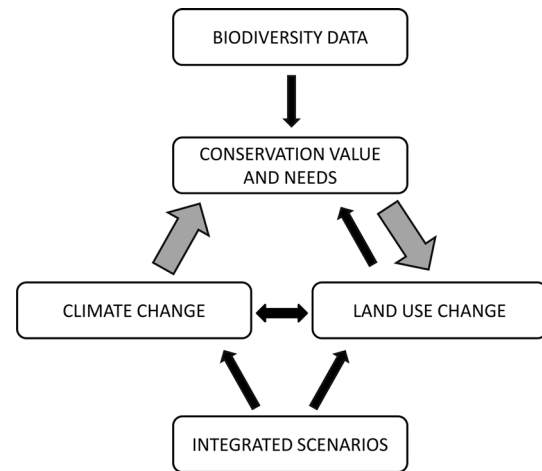 BIODIVERSITY DATA
CONSERVATION VALUE
AND NEEDS
CLIMATE CHANGE
LAND USE CHANGE
INTEGRATED SCENARIOS